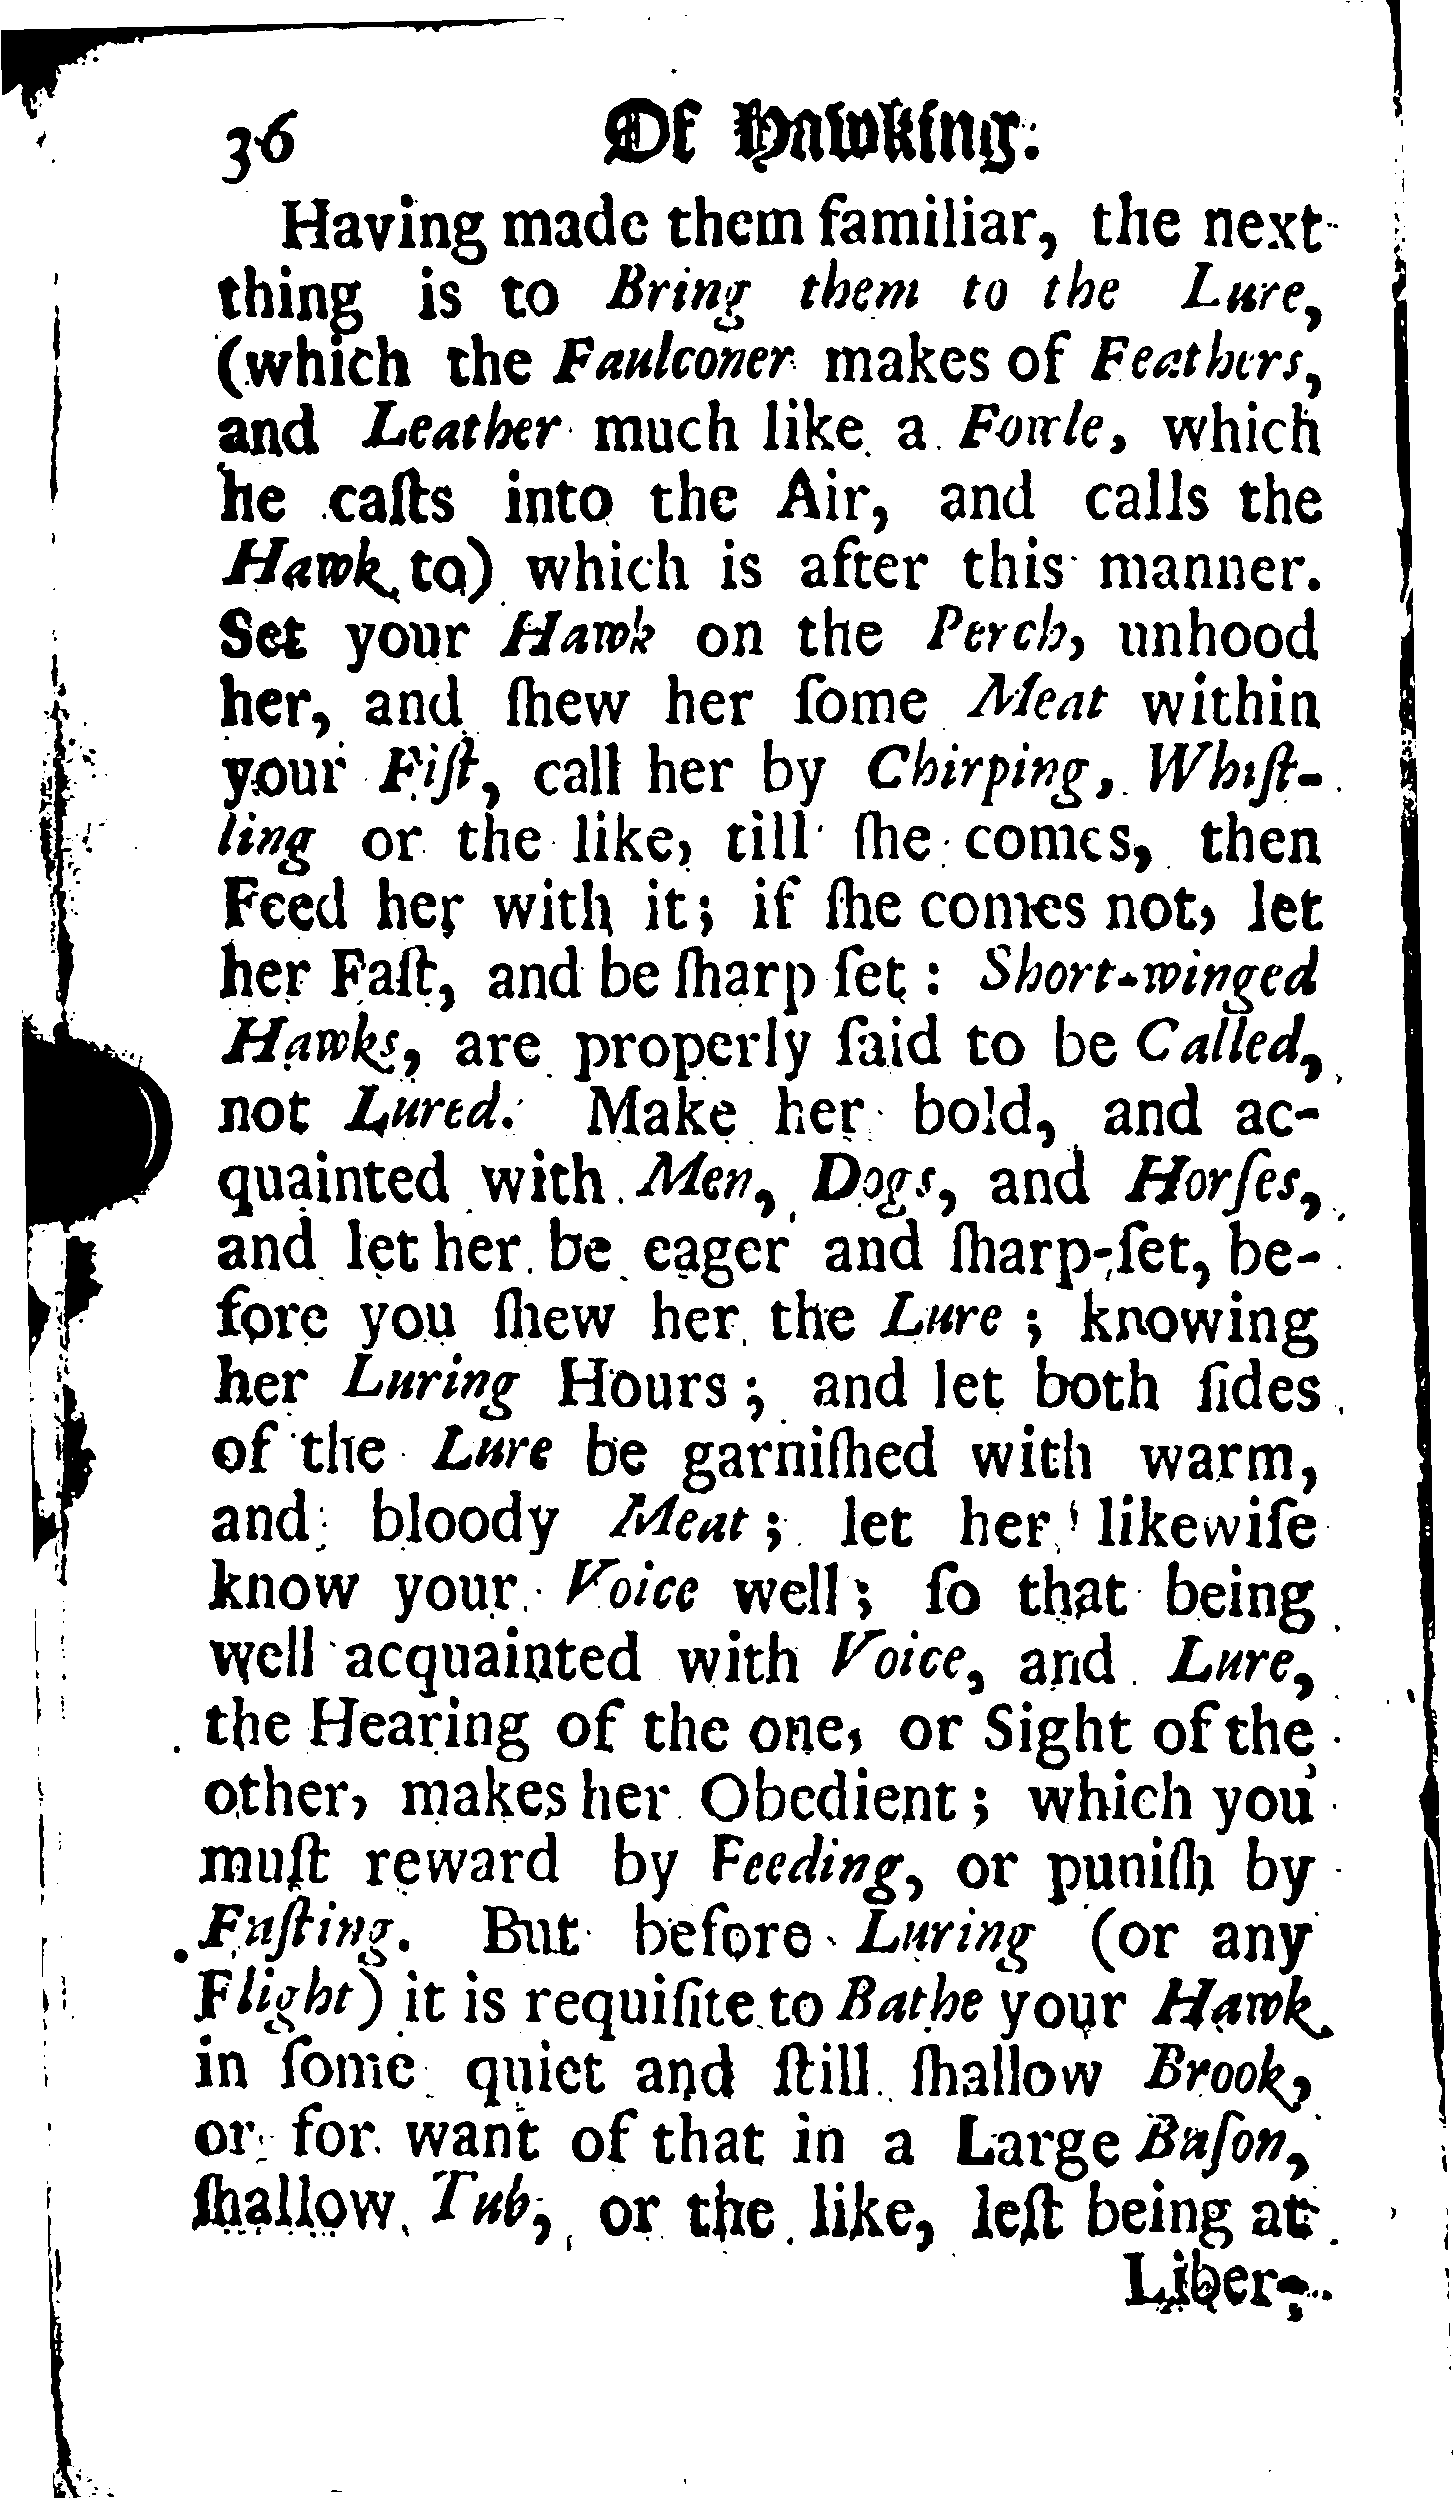 36 Of Hawking.
Having made them familiar, the next
thing is to Bring them to the Lure,
(which the Faulconer makes of Feathers,
and Leather much like a Fowle, which
he caſts into the Air, and calls the
Hawk to) which is after this manner.
Set your Hawk on the Perch, unhood
her, and ſhew her ſome Meat within
your Fiſt, call her by Chirping, Whiſt-
ling or the like, till ſhe comes, then
Feed her with it; if ſhe comes not, let
her Faſt, and be ſharp ſet: Short-winged
Hawks, are properly ſaid to be Called,
not Lured. Make her bold, and ac-
quainted with Men, Dogs, and Horſes,
and let her be eager and ſharp-ſet, be-
fore you ſhew her the Lure; knowing
her Luring Hours; and let both ſides
of the Lure be garniſhed with warm,
and bloody Meat; let her likewiſe
know your Voice well; ſo that being
well acquainted with Voice, and Lure,
the Hearing of the one, or Sight of the
other, makes her Obedient; which you
muſt reward by Feeding, or puniſh by
Faſting. But before Luring (or any
Flight) it is requiſite to Bathe your Hawk
in ſome quiet and ſtill ſhallow Brook,
or for want of that in a Large Baſon,
ſhallow Tub, or the like, leſt being at
Liber-